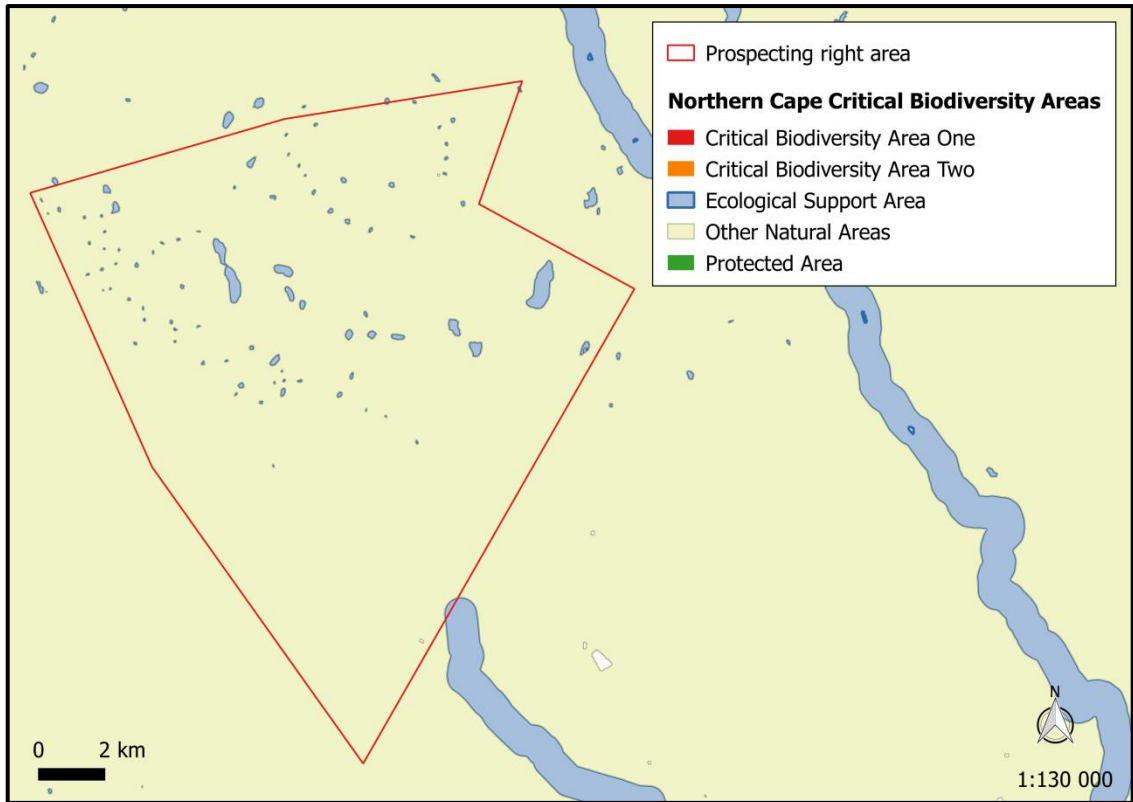 Prospecting right area
Northern Cape Critical Biodiversity Areas
Critical Biodiversity Area One
Critical Biodiversity Area Two
Ecological Support Area
Other Natural Areas
Protected Area
N
0 2 km
1:130 000